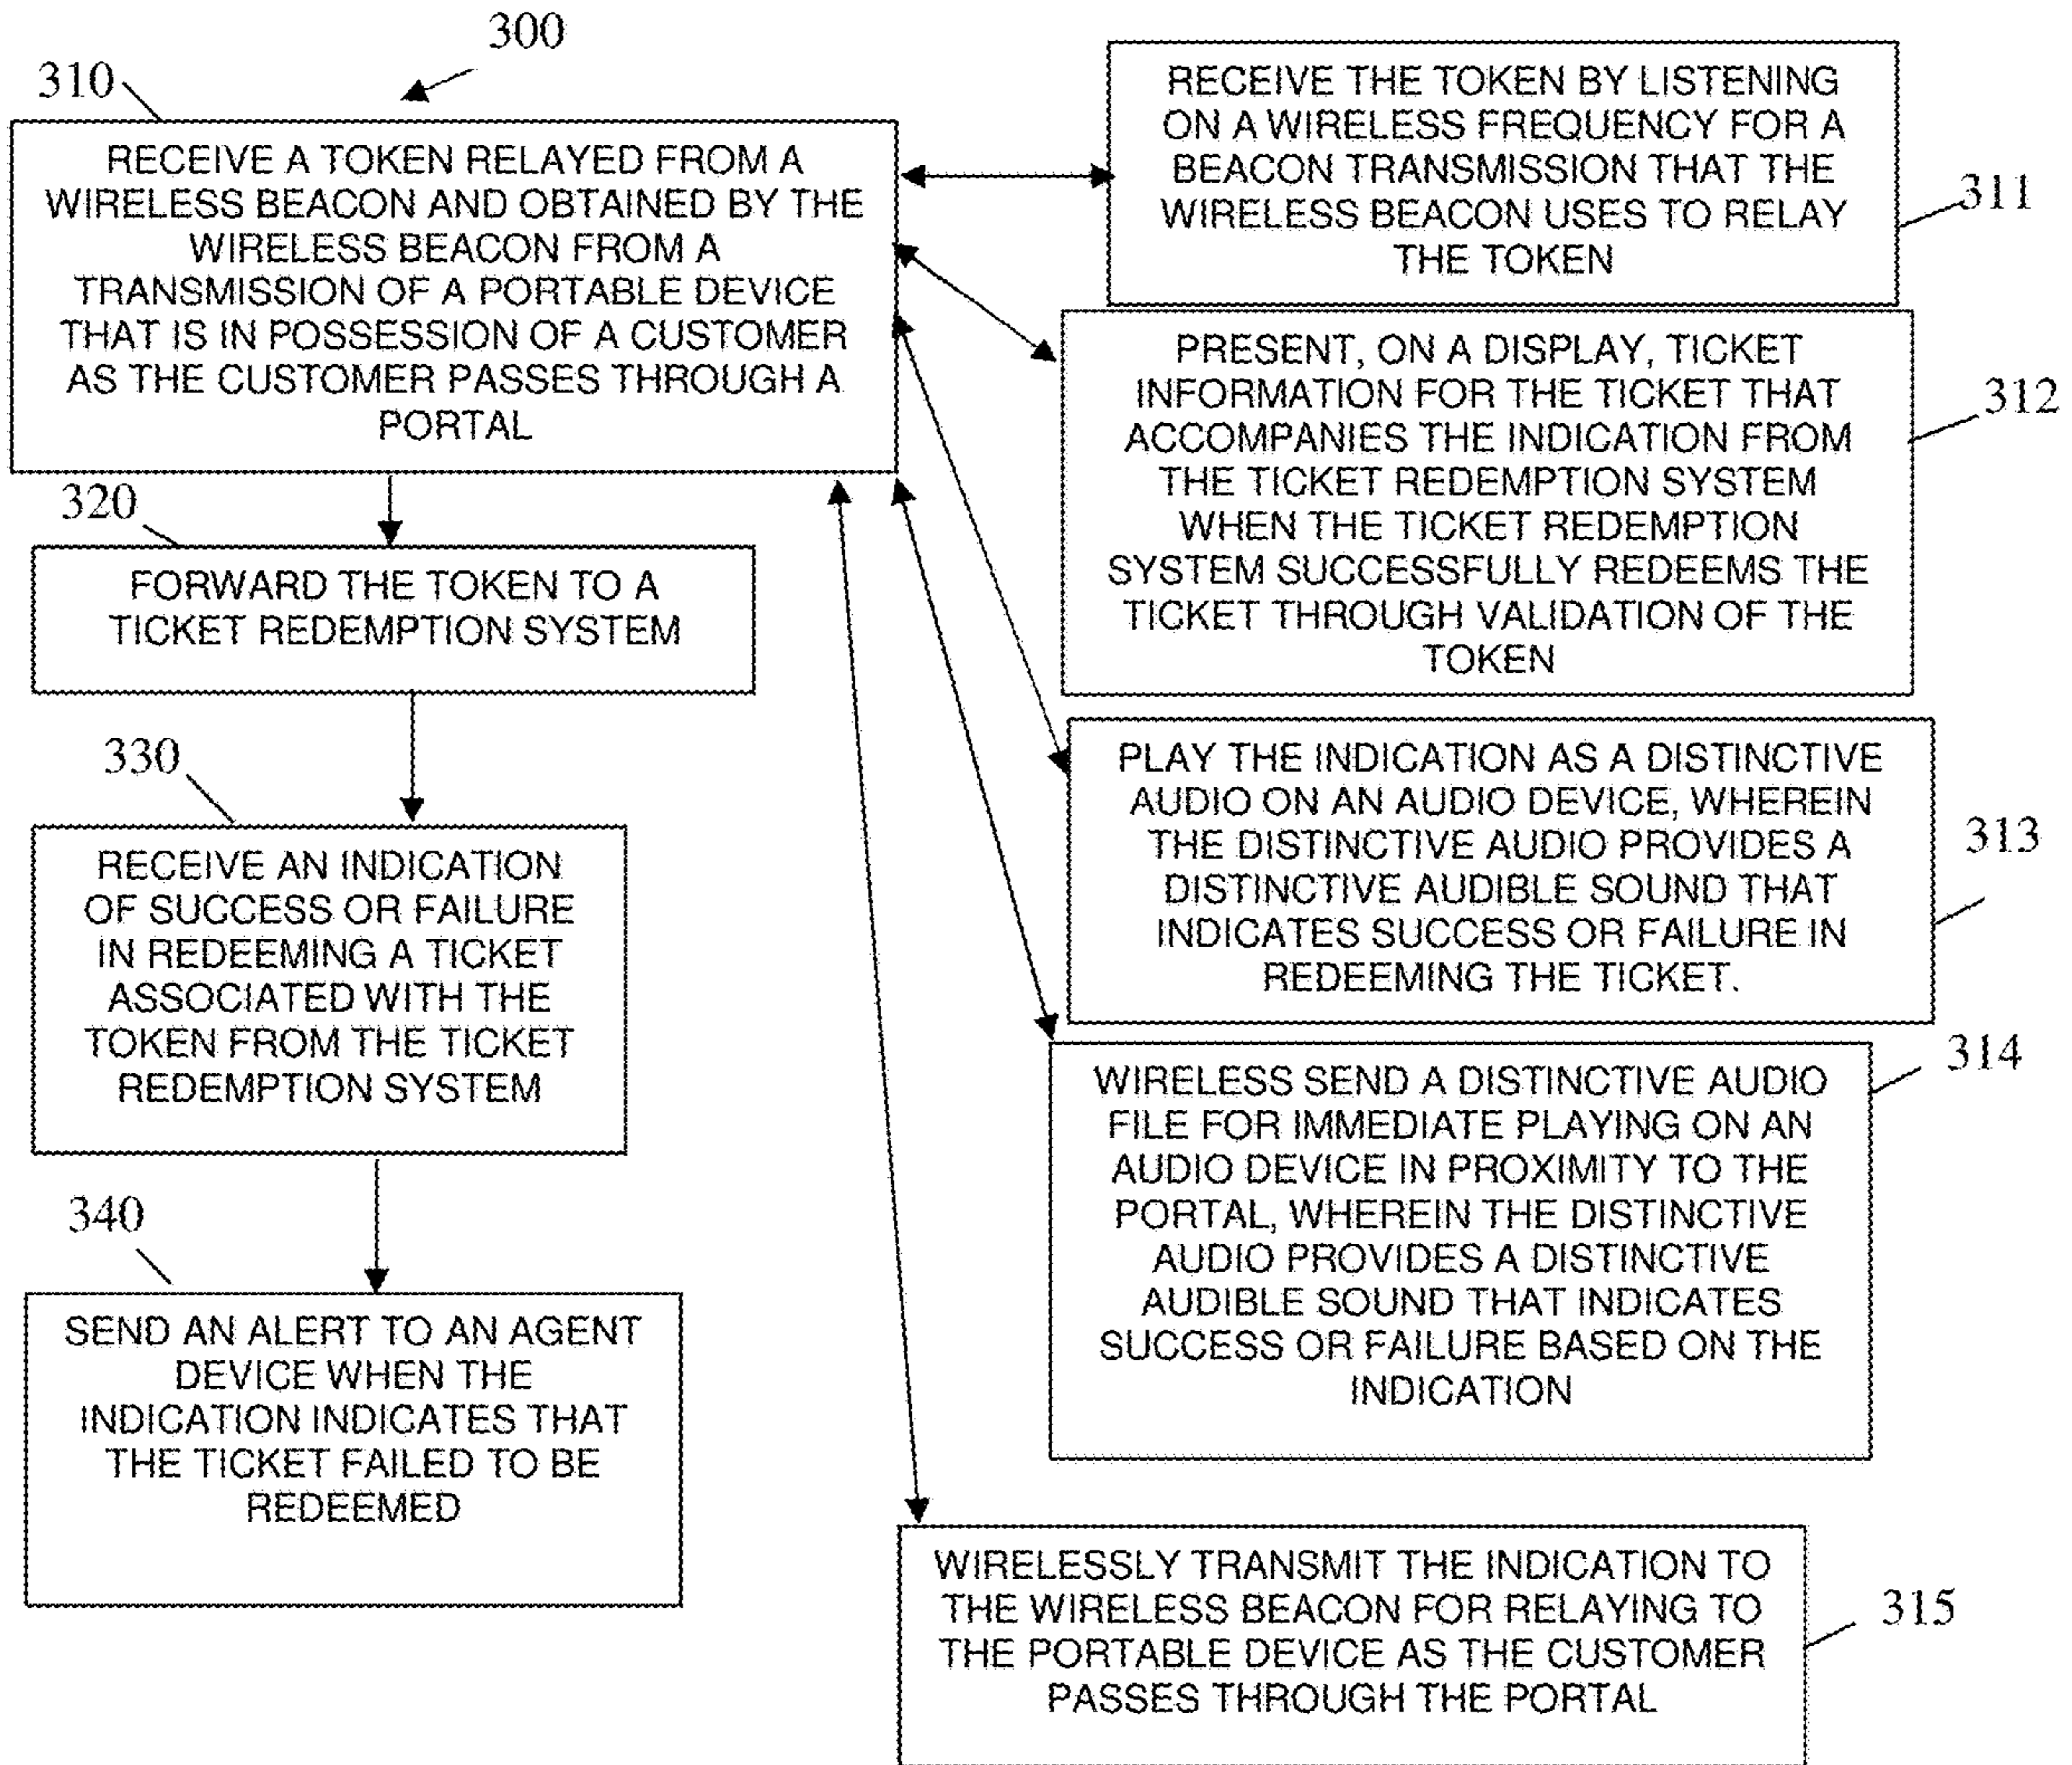 300
310
RECEIVE A TOKEN RELAYED FROM A
WIRELESS BEACON AND OBTAINED BY THE
WIRELESS BEACON FROM A
TRANSMISSION OF A PORTABLE DEVICE
THAT IS IN POSSESSION OF A CUSTOMER
AS THE CUSTOMER PASSES THROUGH A
PORTAL
320
FORWARD THE TOKEN TO A
TICKET REDEMPTION SYSTEM
330
RECEIVE AN INDICATION
OF SUCCESS OR FAILURE
IN REDEEMING A TICKET
ASSOCIATED WITH THE
TOKEN FROM THE TICKET
REDEMPTION SYSTEM
340
SEND AN ALERT TO AN AGENT
DEVICE WHEN THE
INDICATION INDICATES THAT
THE TICKET FAILED TO BE
REDEEMED
RECEIVE THE TOKEN BY LISTENING
ON A WIRELESS FREQUENCY FOR A
BEACON TRANSMISSION THAT THE
WIRELESS BEACON USES TO RELAY
THE TOKEN
311
PRESENT, ON A DISPLAY, TICKET
INFORMATION FOR THE TICKET THAT
ACCOMPANIES THE INDICATION FROM
THE TICKET REDEMPTION SYSTEM
WHEN THE TICKET REDEMPTION
SYSTEM SUCCESSFULLY REDEEMS THE
TICKET THROUGH VALIDATION OF THE
TOKEN
312
PLAY THE INDICATION AS A DISTINCTIVE
AUDIO ON AN AUDIO DEVICE, WHEREIN
THE DISTINCTIVE AUDIO PROVIDES A
DISTINCTIVE AUDIBLE SOUND THAT
INDICATES SUCCESS OR FAILURE IN
REDEEMING THE TICKET.
313
WIRELESS SEND A DISTINCTIVE AUDIO
FILE FOR IMMEDIATE PLAYING ON AN
AUDIO DEVICE IN PROXIMITY TO THE
PORTAL, WHEREIN THE DISTINCTIVE
AUDIO PROVIDES A DISTINCTIVE
AUDIBLE SOUND THAT INDICATES
SUCCESS OR FAILURE BASED ON THE
INDICATION
314
WIRELESSLY TRANSMIT THE INDICATION TO
THE WIRELESS BEACON FOR RELAYING TO
THE PORTABLE DEVICE AS THE CUSTOMER
PASSES THROUGH THE PORTAL
315